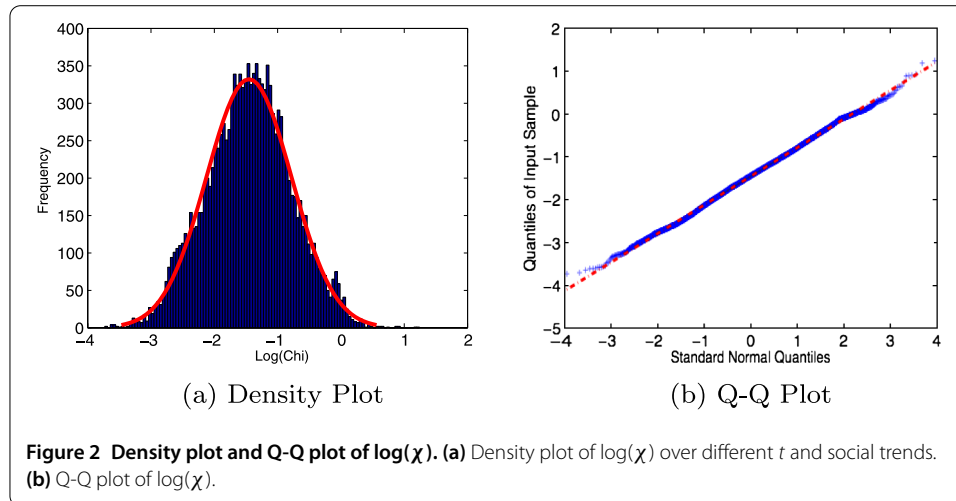 400
350
300
250
200
150
100
50
0
Frequency
−4 −3 −2 −1 0 1 2
Log(Chi)
(a) Density Plot
2
1
0
−1
−2
−3
−4
−5
Quantiles of Input Sample
−4 −3 −2 −1 0 1 2 3 4
Standard Normal Quantiles
(b) Q-Q Plot
Figure 2 Density plot and Q-Q plot of log(χ). (a) Density plot of log(χ) over different t and social trends.
(b) Q-Q plot of log(χ).